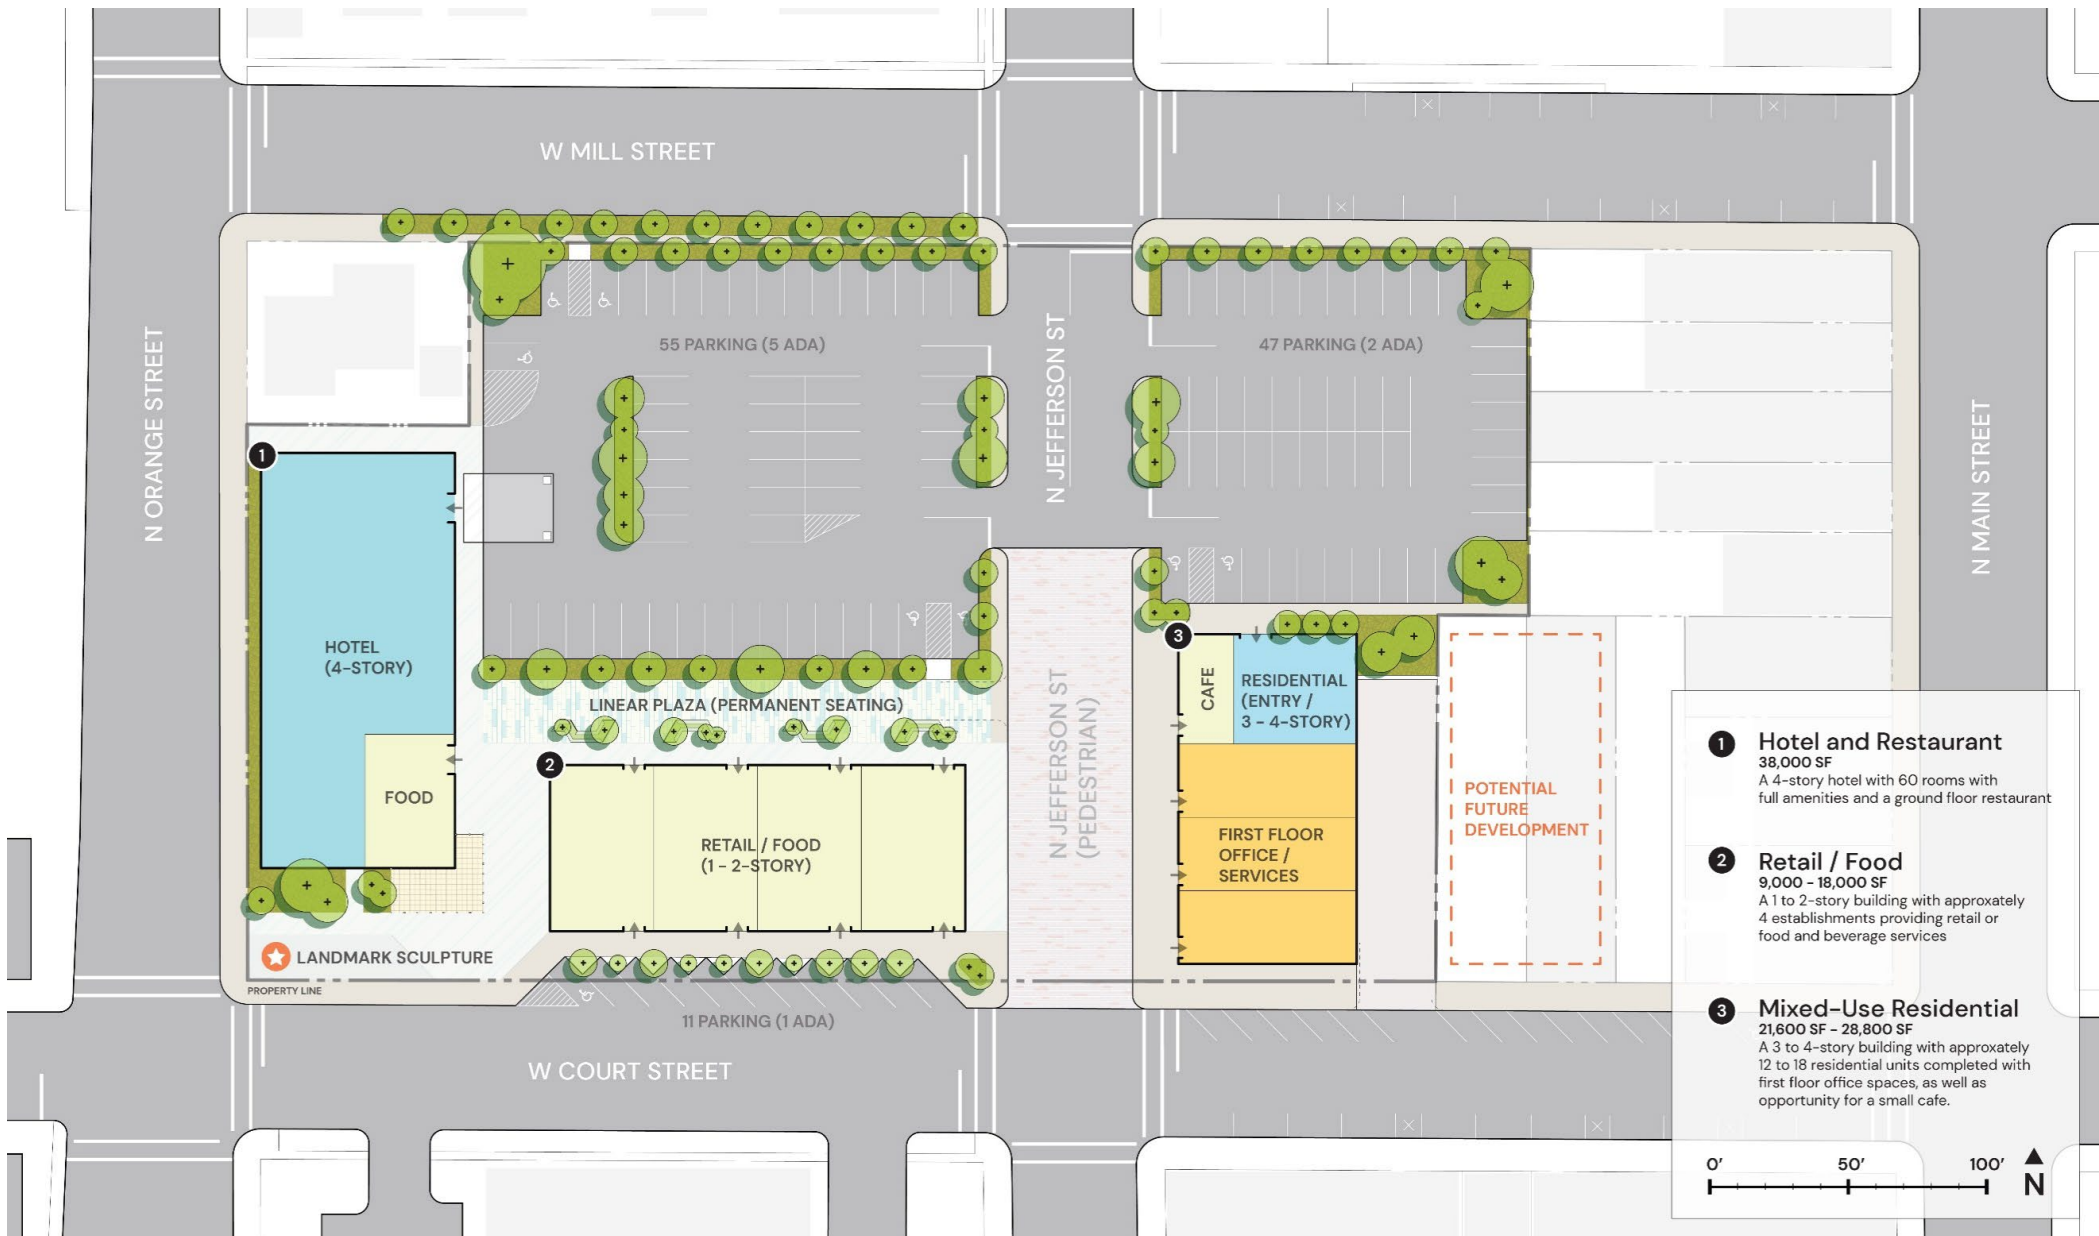 W MILL STREET
N ORANGE STREET
55 PARKING (5 ADA)
N JEFFERSON ST
47 PARKING (2 ADA)
N MAIN STREET
1
HOTEL
(4-STORY)
FOOD
LINEAR PLAZA (PERMANENT SEATING)
2
RETAIL / FOOD
(1 - 2-STORY)
N JEFFERSON ST
(PEDESTRIAN)
3
CAFE
RESIDENTIAL
(ENTRY /
3 - 4-STORY)
FIRST FLOOR
OFFICE /
SERVICES
POTENTIAL
FUTURE
DEVELOPMENT
LANDMARK SCULPTURE
PROPERTY LINE
11 PARKING (1 ADA)
W COURT STREET
1 Hotel and Restaurant
38,000 SF
A 4-story hotel with 60 rooms with
full amenities and a ground floor restaurant
2 Retail / Food
9,000 - 18,000 SF
A 1 to 2-story building with approxately
4 establishments providing retail or
food and beverage services
3 Mixed-Use Residential
21,600 SF - 28,800 SF
A 3 to 4-story building with approxately
12 to 18 residential units completed with
first floor office spaces, as well as
opportunity for a small cafe.
0' 50' 100'
N